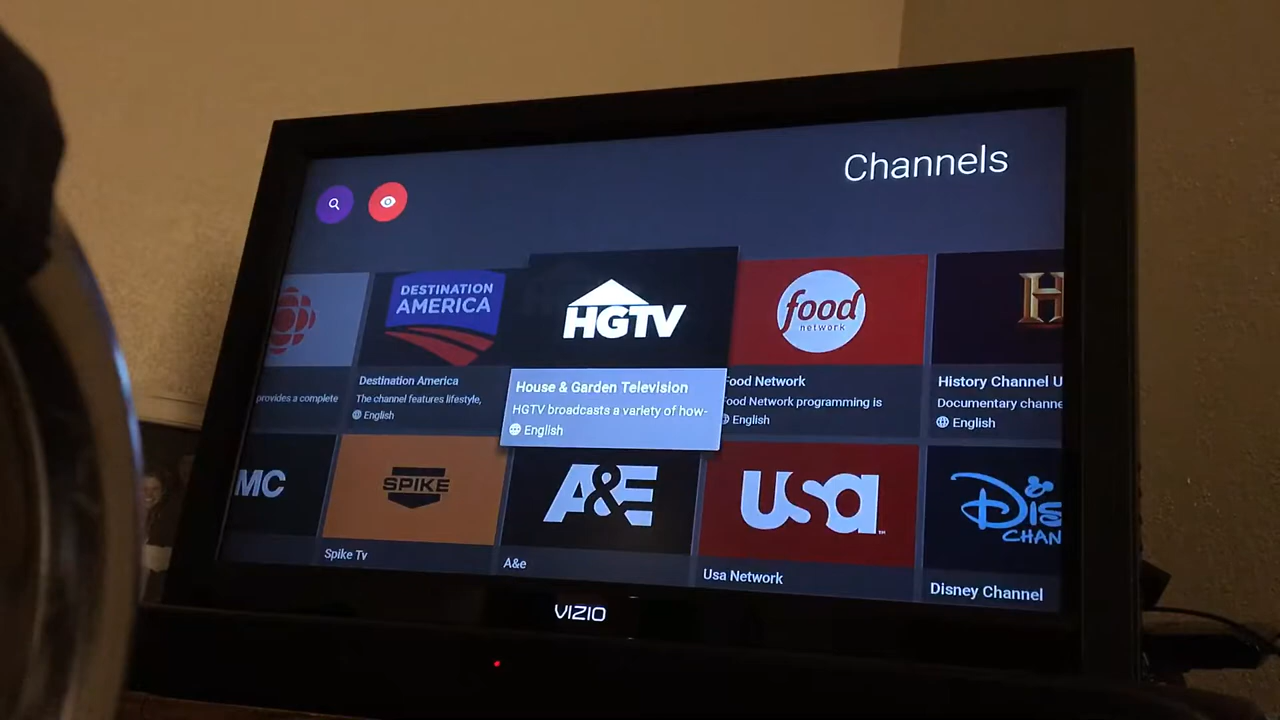 Channels
DESTINATION
AMERICA
HGTV
food
network
H
provides a complete
Destination America
The channel features lifestyle,
English
House & Garden Television
HGTV broadcasts a variety of how-
English
Food Network
Food Network programming is
English
History Channel U
Documentary channe
English
MC
SPIKE
A&E
usa
DIS
CHAN
Spike Tv
A&e
Usa Network
Disney Channel
VIZIO